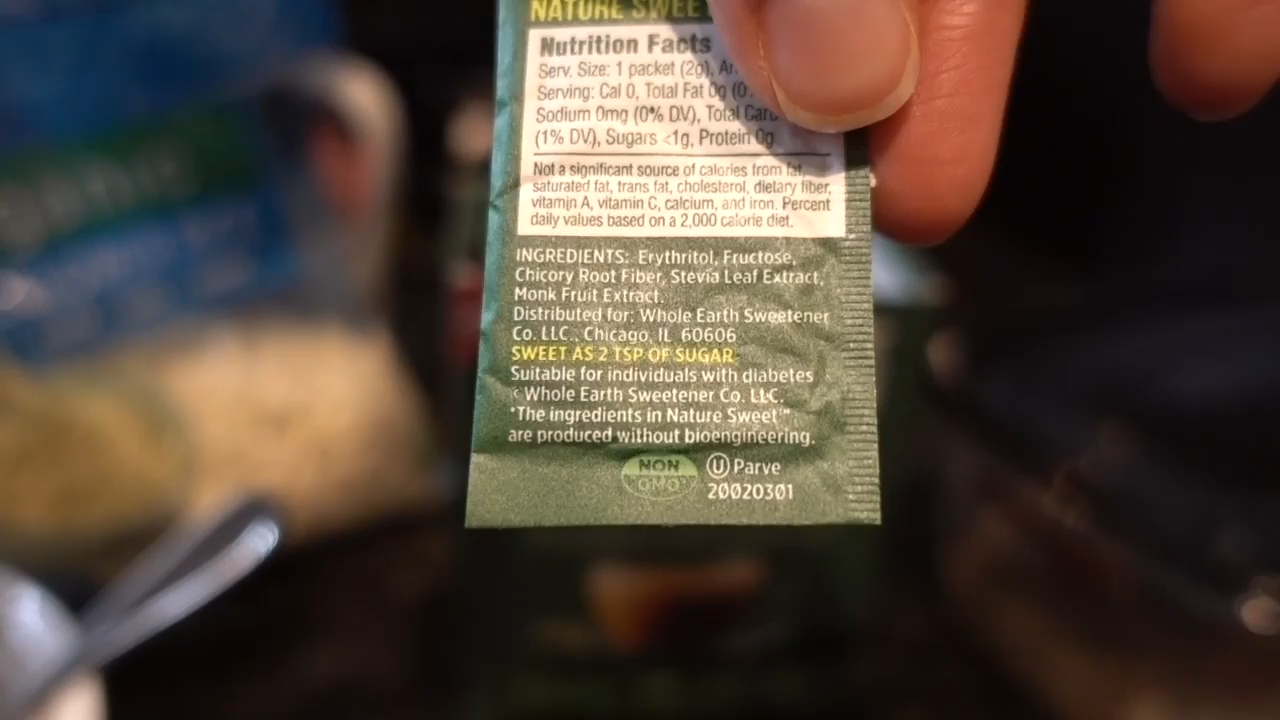 NATURE SWEE
Nutrition Facts
Serv. Size: 1 packet (2g), Am
Serving: Cal 0, Total Fat 0g (0
Sodium 0mg (0% DV), Total Carb
(1% DV), Sugars <1g, Protein 0g
Not a significant source of calories from fat,
saturated fat, trans fat, cholesterol, dietary fiber,
vitamin A, vitamin C, calcium, and iron. Percent
daily values based on a 2,000 calorie diet.
INGREDIENTS: Erythritol, Fructose,
Chicory Root Fiber, Stevia Leaf Extract,
Monk Fruit Extract.
Distributed for: Whole Earth Sweetener
Co. LLC., Chicago, IL 60606
SWEET AS 2 TSP OF SUGAR
Suitable for individuals with diabetes
© Whole Earth Sweetener Co. LLC.
*The ingredients in Nature Sweet™
are produced without bioengineering.
NON
GMO*
U Parve
20020301